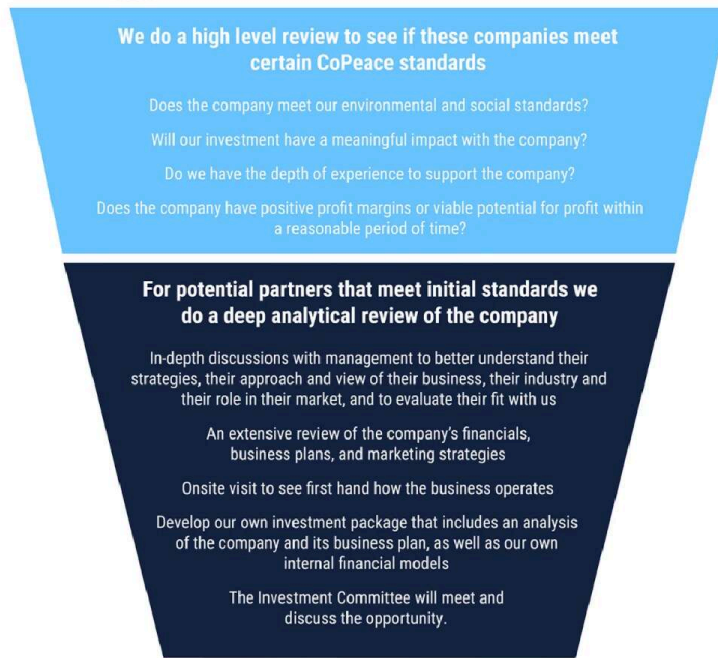 We do a high level review to see if these companies meet
certain CoPeace standards
Does the company meet our environmental and social standards?
Will our investment have a meaningful impact with the company?
Do we have the depth of experience to support the company?
Does the company have positive profit margins or viable potential for profit within
a reasonable period of time?
For potential partners that meet initial standards we
do a deep analytical review of the company
In-depth discussions with management to better understand their
strategies, their approach and view of their business, their industry and
their role in their market, and to evaluate their fit with us
An extensive review of the company's financials,
business plans, and marketing strategies
Onsite visit to see first hand how the business operates
Develop our own investment package that includes an analysis
of the company and its business plan, as well as our own
internal financial models
The Investment Committee will meet and
discuss the opportunity.